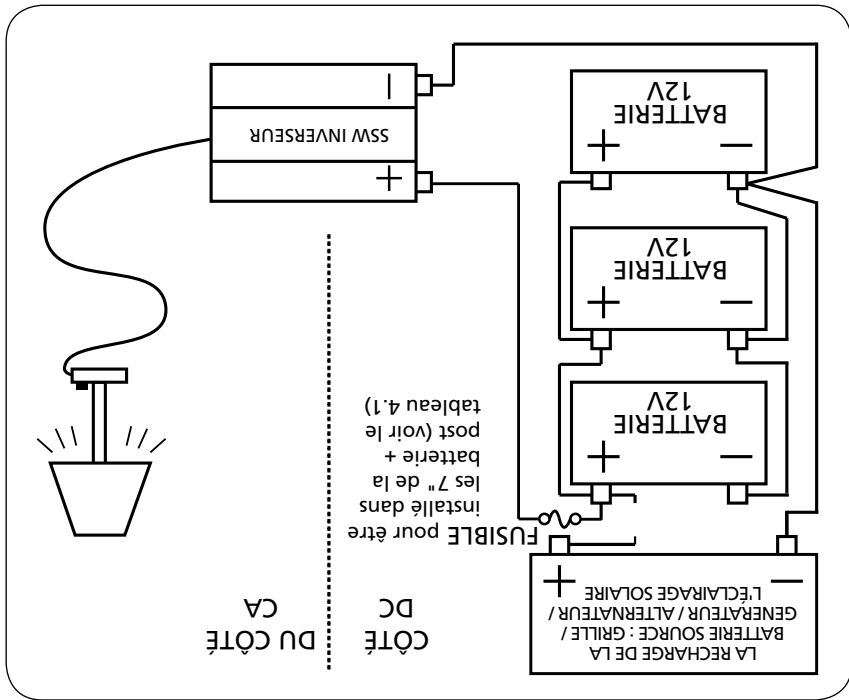 LA RECHARGE DE LA
BATTERIE SOURCE : GRILLE /
GENERATEUR / ALTERNATEUR /
L'ÉCLAIRAGE SOLAIRE
− +
CÔTÉ
DC
DU CÔTÉ
CA
FUSIBLE pour être
installé dans
les 7" de la
batterie +
post (voir le
tableau 4.1)
− +
BATTERIE
12V
− +
BATTERIE
12V
− +
BATTERIE
12V
+
SSW INVERSEUR
−